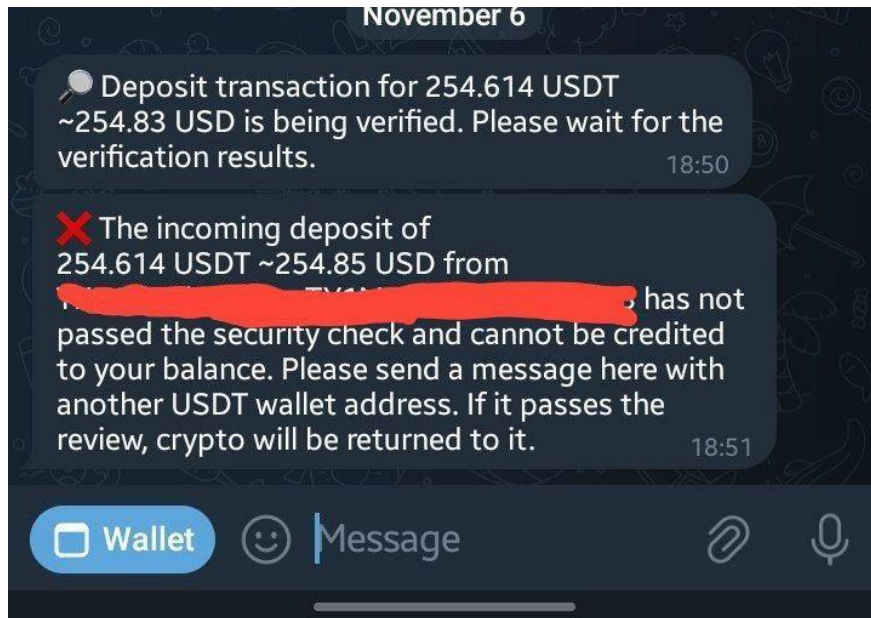 November 6
🔎 Deposit transaction for 254.614 USDT
~254.83 USD is being verified. Please wait for the
verification results.
18:50
❌ The incoming deposit of
254.614 USDT ~254.85 USD from
has not
passed the security check and cannot be credited
to your balance. Please send a message here with
another USDT wallet address. If it passes the
review, crypto will be returned to it.
18:51
Wallet
Message